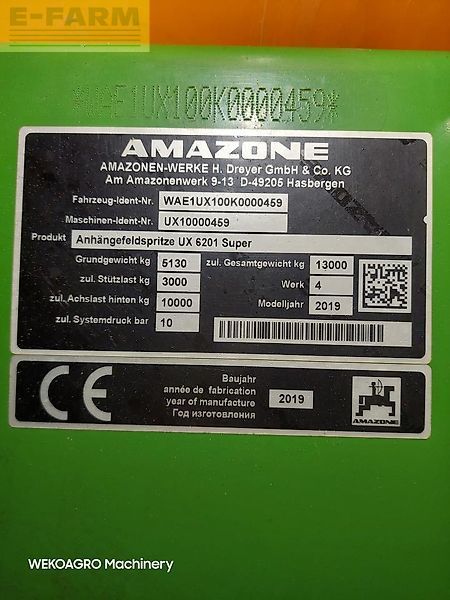 E-FARM
*WAE1UX100K0000459*
AMAZONE
AMAZONEN-WERKE H. Dreyer GmbH & Co. KG
Am Amazonenwerk 9-13 D-49205 Hasbergen
Fahrzeug-Ident-Nr. WAE1UX100K0000459
Maschinen-Ident-Nr. UX10000459
Produkt Anhängefeldspritze UX 6201 Super
Grundgewicht kg 5130 zul. Gesamtgewicht kg 13000
zul. Stützlast kg 3000 Werk 4
zul. Achslast hinten kg 10000 Modelljahr 2019
zul. Systemdruck bar 10
CE
Baujahr
année de fabrication
year of manufacture
Год изготовления
2019
AMAZONE
WEKOAGRO Machinery